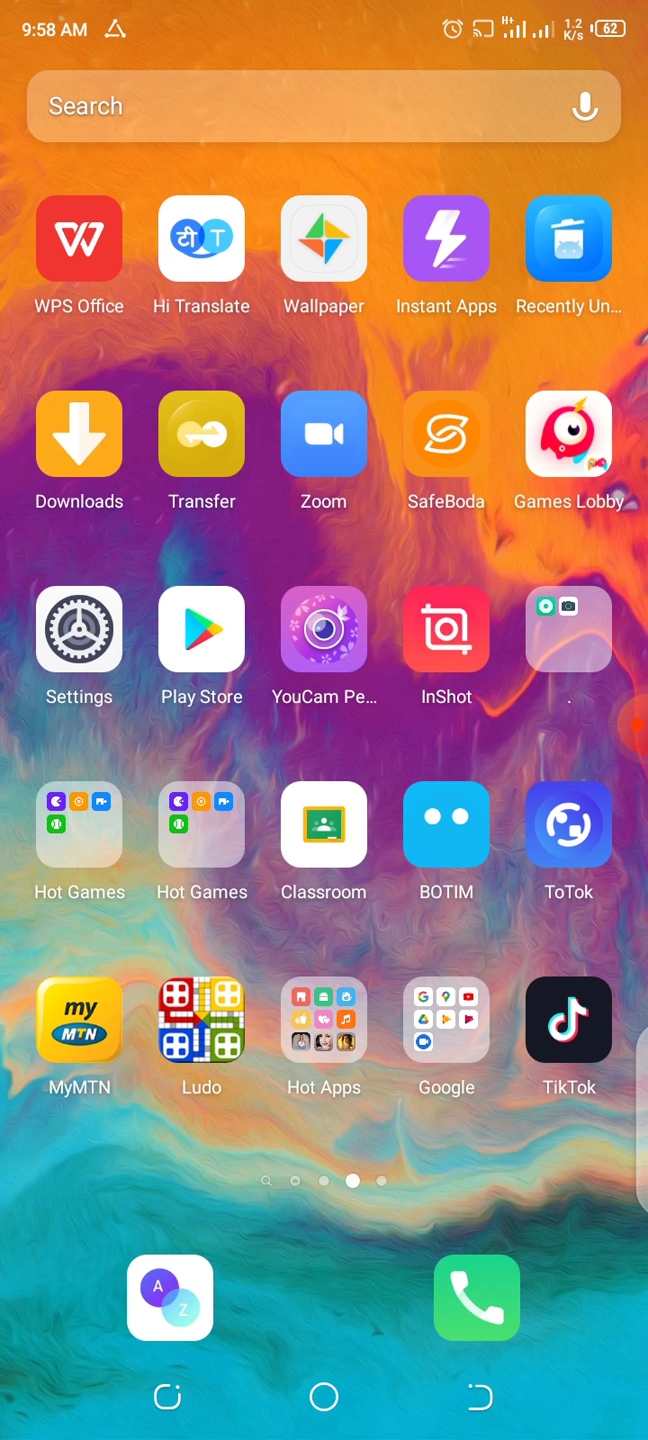 9:58 AM
H+
1.2
K/s
62
Search
टी T
WPS Office Hi Translate Wallpaper Instant Apps Recently Un...
Downloads Transfer Zoom SafeBoda Games Lobby
Settings Play Store YouCam Pe... InShot .
Hot Games Hot Games Classroom BOTIM ToTok
my
MTN
MyMTN Ludo Hot Apps Google TikTok
A
Z